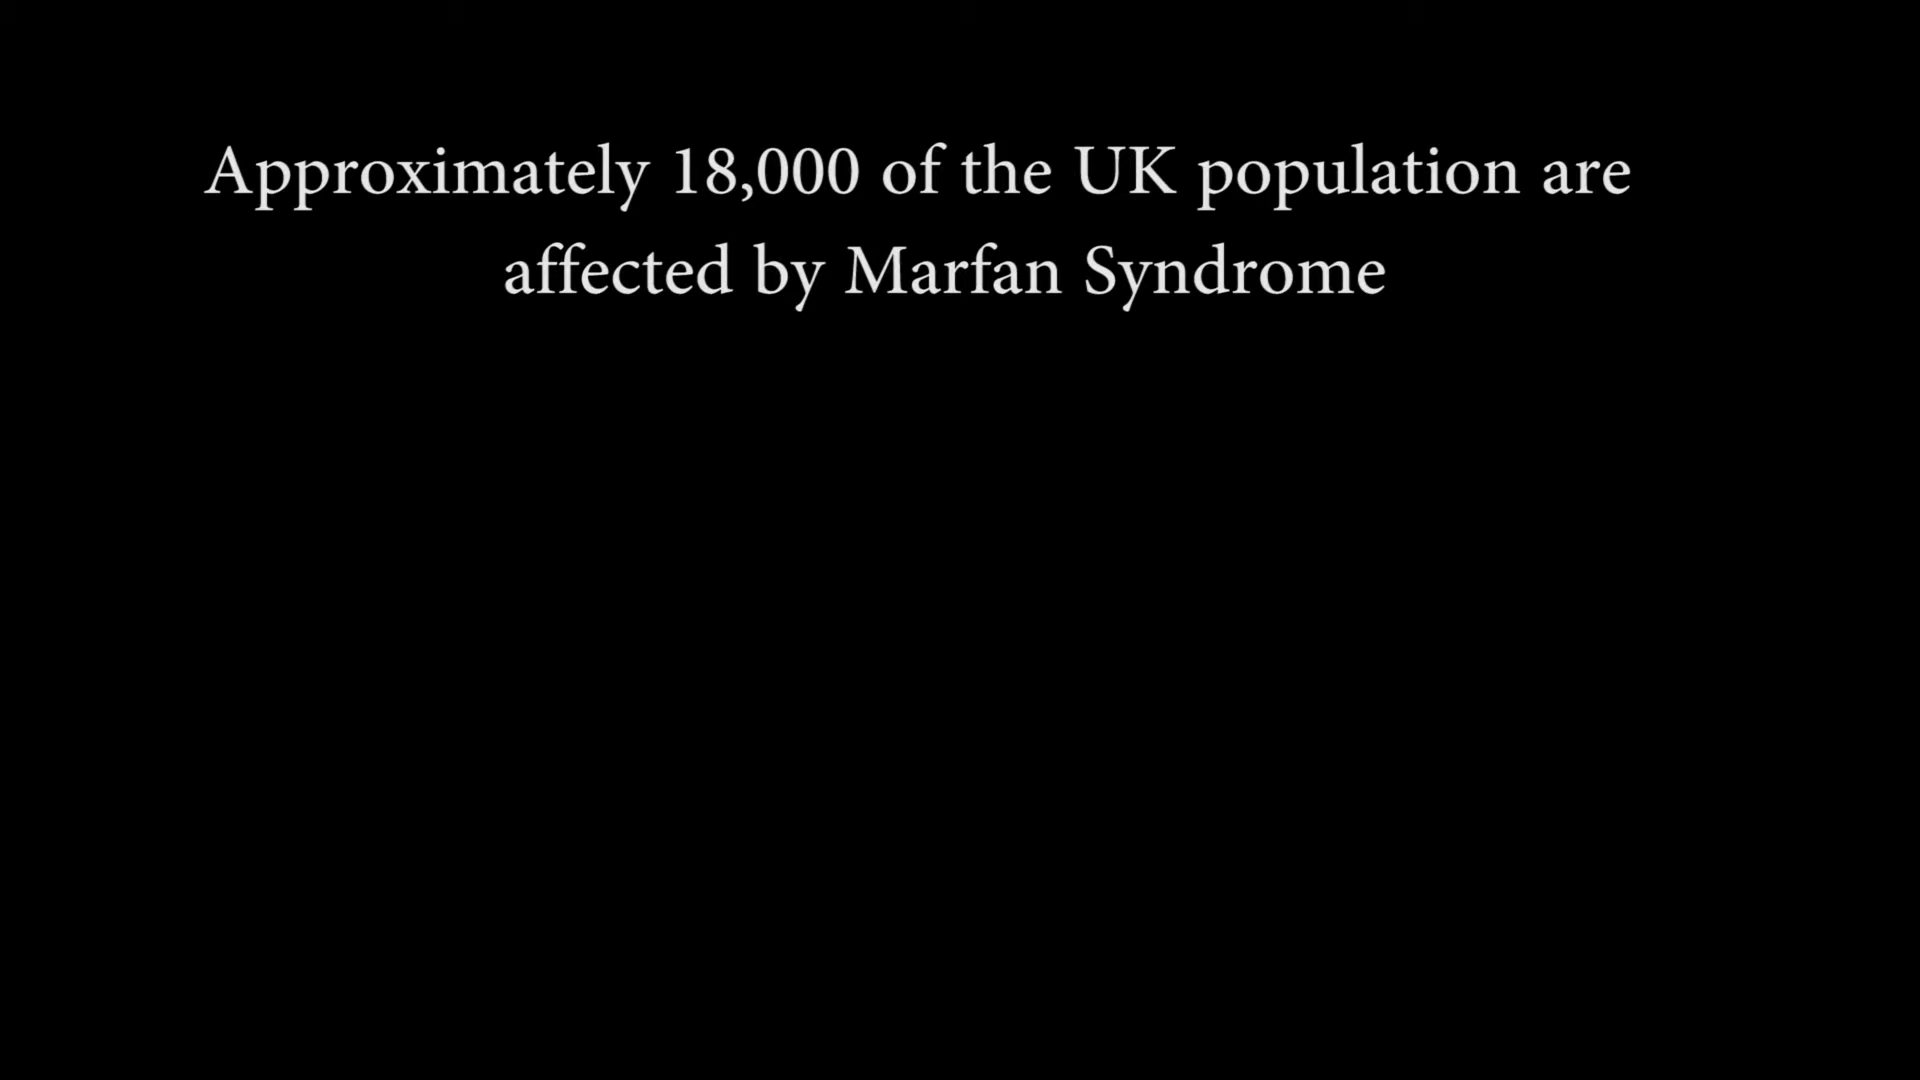 Approximately 18,000 of the UK population are
affected by Marfan Syndrome